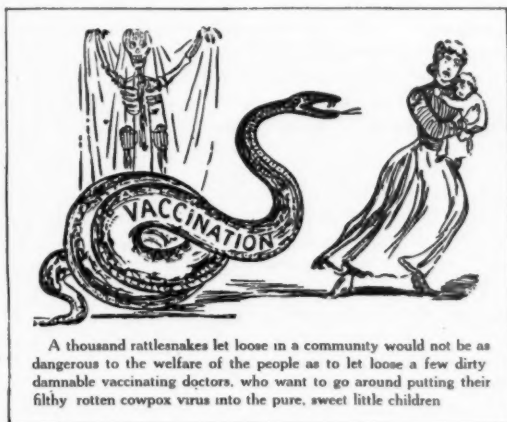 VACCINATION
A thousand rattlesnakes let loose in a community would not be as
dangerous to the welfare of the people as to let loose a few dirty
damnable vaccinating doctors, who want to go around putting their
filthy rotten cowpox virus into the pure, sweet little children